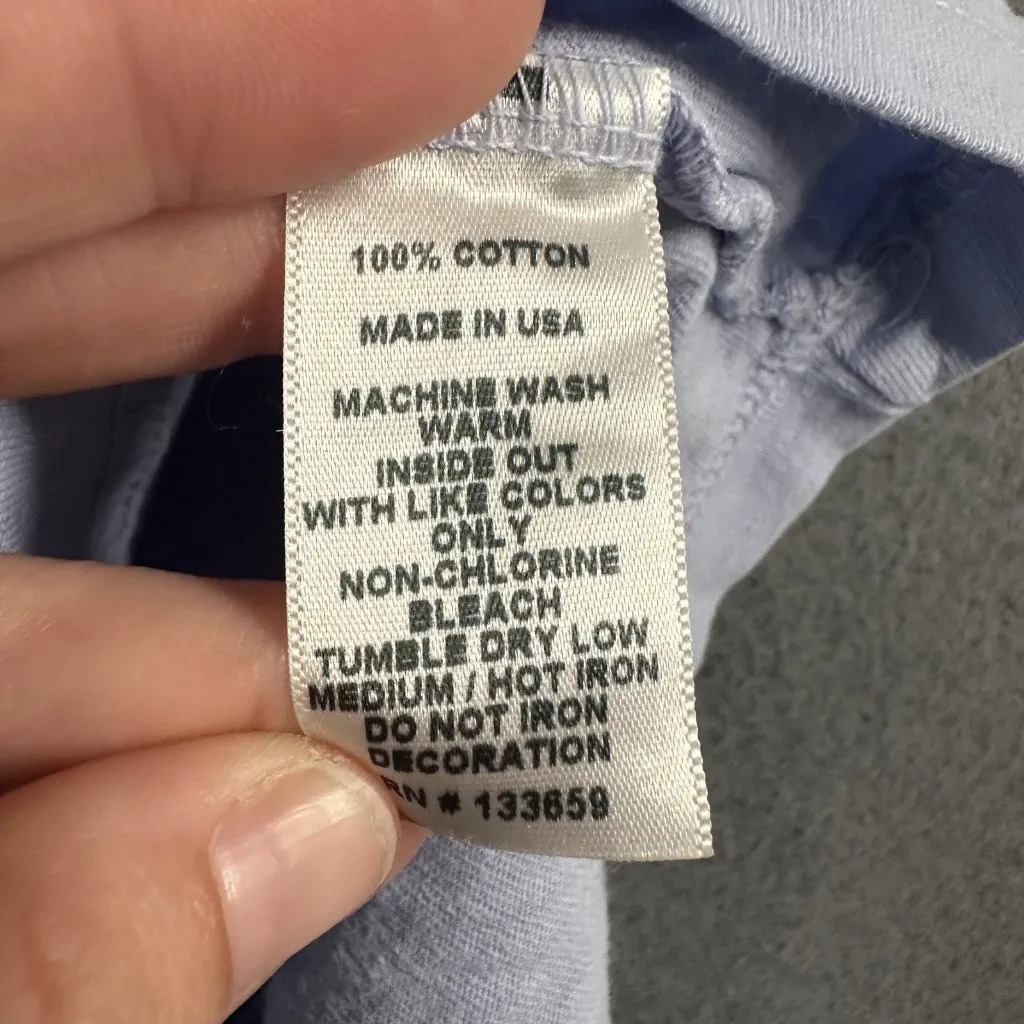 100% COTTON
MADE IN USA
MACHINE WASH
WARM
INSIDE OUT
WITH LIKE COLORS
ONLY
NON-CHLORINE
BLEACH
TUMBLE DRY LOW
MEDIUM / HOT IRON
DO NOT IRON
DECORATION
RN # 133659